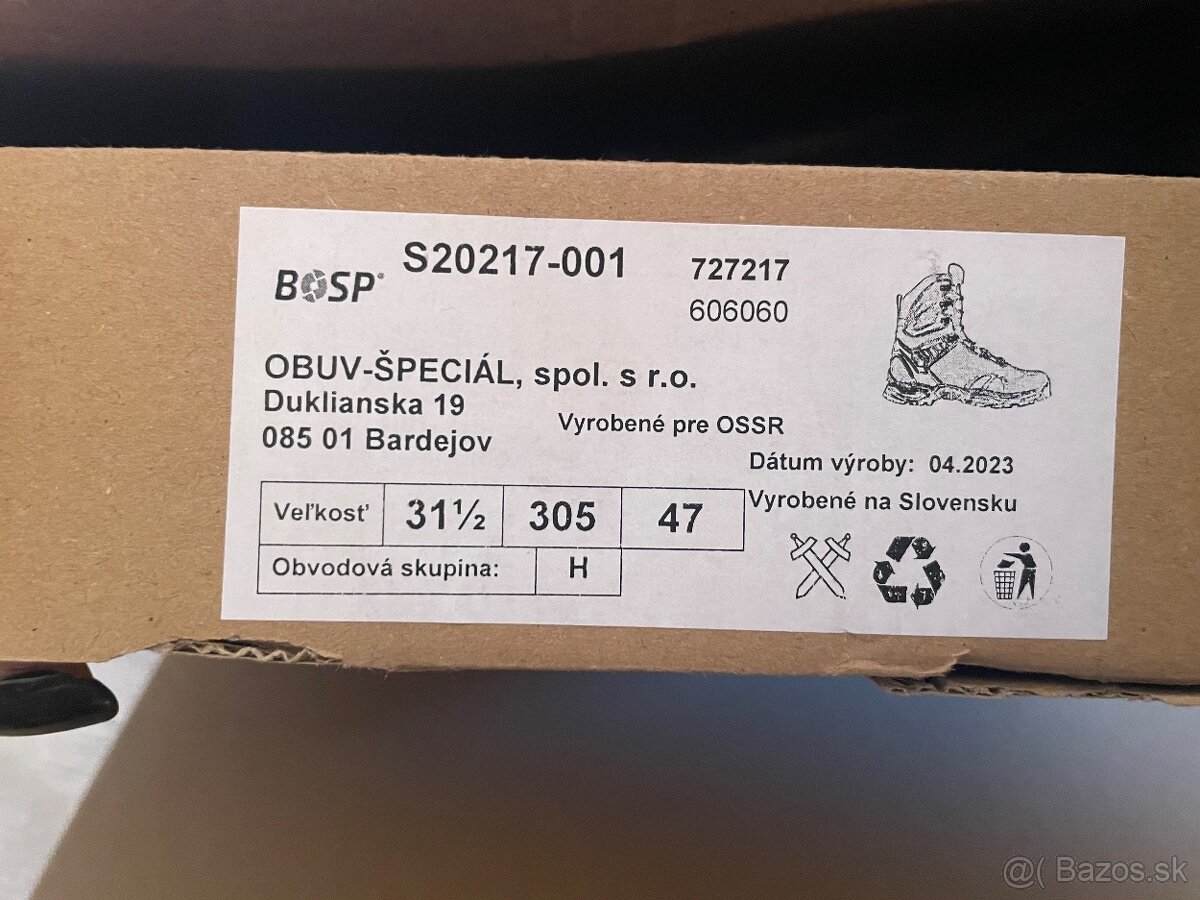 BOSP®
S20217-001
727217
606060
OBUV-ŠPECIÁL, spol. s r.o.
Duklianska 19
085 01 Bardejov
Vyrobené pre OSSR
Dátum výroby: 04.2023
Vyrobené na Slovensku
Veľkosť 31½ 305 47
Obvodová skupina: H
@( Bazos.sk